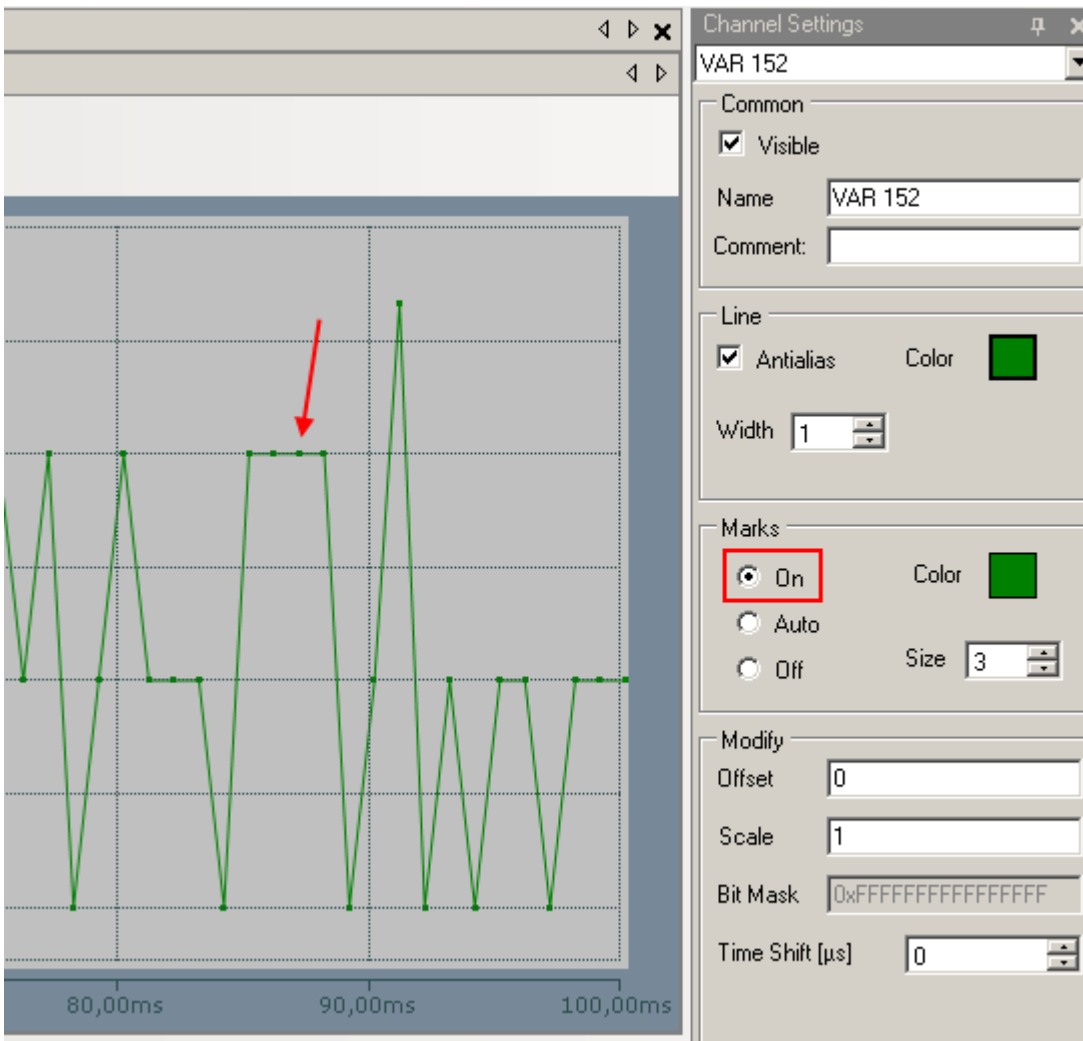 Channel Settings
VAR 152
Common
Visible
Name VAR 152
Comment:
Line
Antialias Color
Width 1
Marks
On Color
Auto
Off Size 3
Modify
Offset 0
Scale 1
Bit Mask 0xFFFFFFFFFFFFFFFF
Time Shift [µs] 0
80,00ms 90,00ms 100,00ms